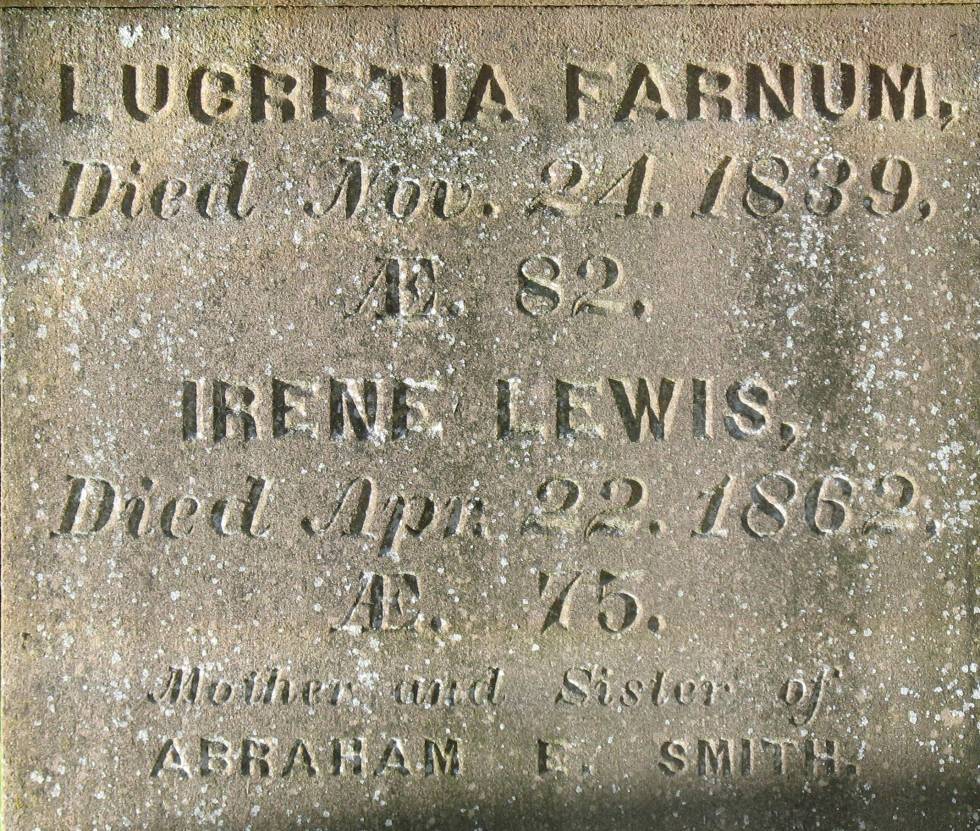 LUCRETIA FARNUM,
Died Nov. 24. 1839,
Æ. 82.
IRENE LEWIS,
Died Apr. 22. 1862,
Æ. 75.
Mother and Sister of
ABRAHAM E. SMITH.